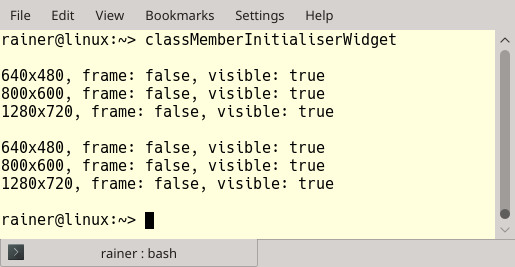 File Edit View Bookmarks Settings Help
rainer@linux:~> classMemberInitialiserWidget
640x480, frame: false, visible: true
800x600, frame: false, visible: true
1280x720, frame: false, visible: true
640x480, frame: false, visible: true
800x600, frame: false, visible: true
1280x720, frame: false, visible: true
rainer@linux:~>
rainer : bash